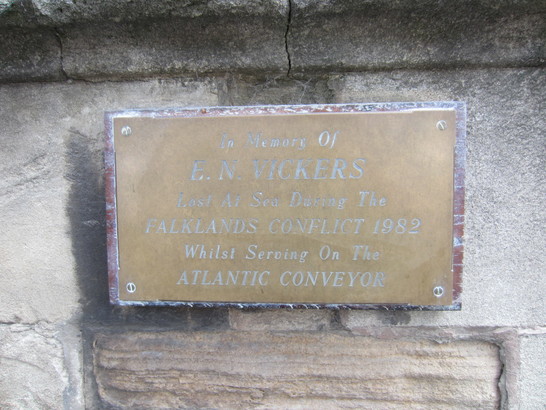 In Memory Of
E. N. VICKERS
Lost At Sea During The
FALKLANDS CONFLICT 1982
Whilst Serving On The
ATLANTIC CONVEYOR